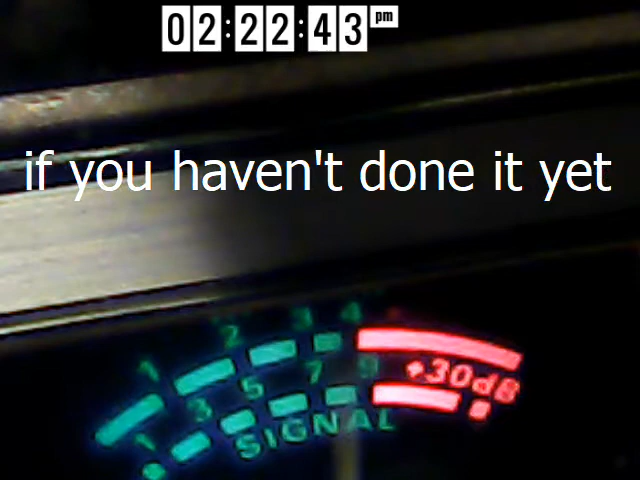 02:22:43 pm
if you haven't done it yet
1 2 3 4
1 3 5 7 9
+30dB
SIGNAL